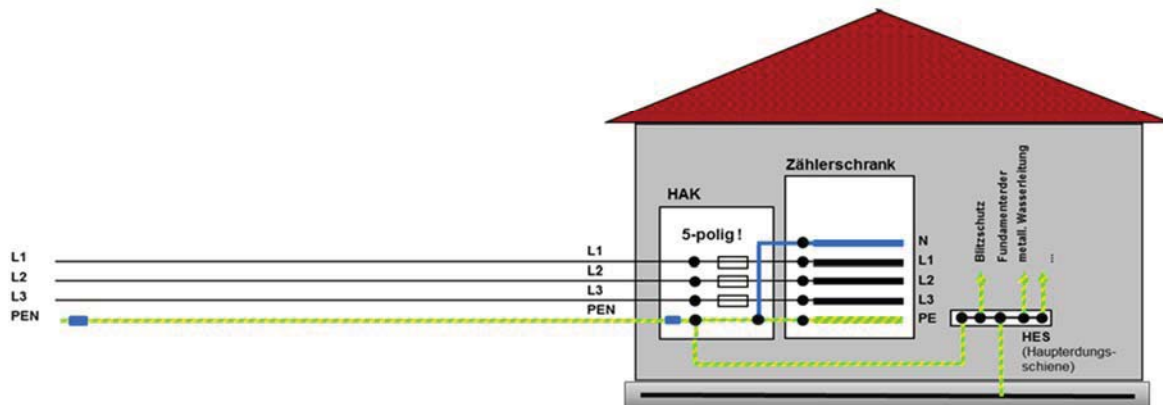 L1
L2
L3
PEN
L1
L2
L3
PEN
HAK
5-polig !
Zählerschrank
N
L1
L2
L3
PE
Blitzschutz
Fundamenterder
metall. Wasserleitung
...
HES
(Haupterdungs-
schiene)